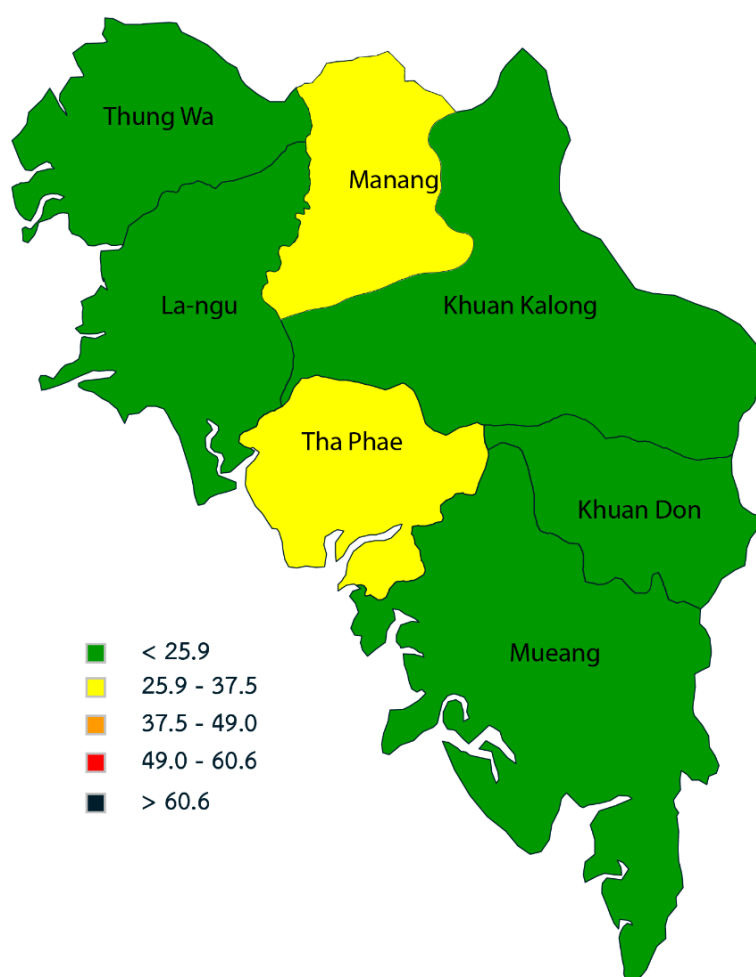 Thung Wa
Manang
La-ngu
Khuan Kalong
Tha Phae
Khuan Don
Mueang
< 25.9
25.9 - 37.5
37.5 - 49.0
49.0 - 60.6
> 60.6